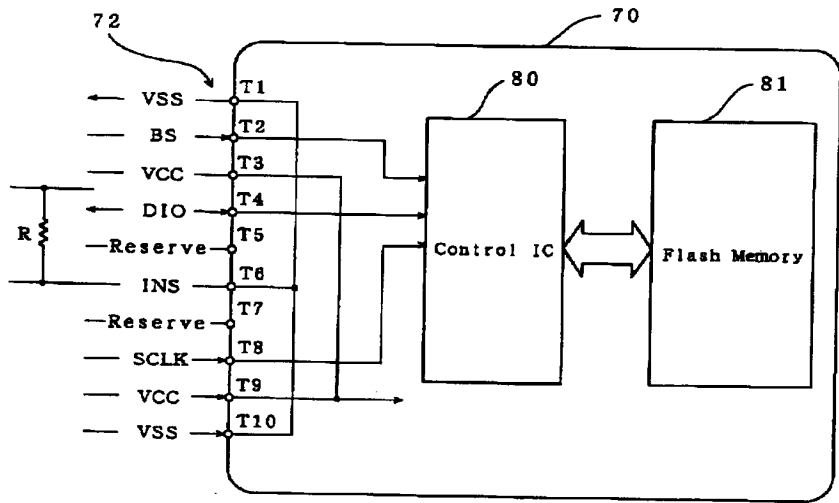 72
70
VSS T1
80
81
BS T2
VCC T3
DIO T4
R
Reserve T5
Control IC
Flash Memory
INS T6
Reserve T7
SCLK T8
VCC T9
VSS T10